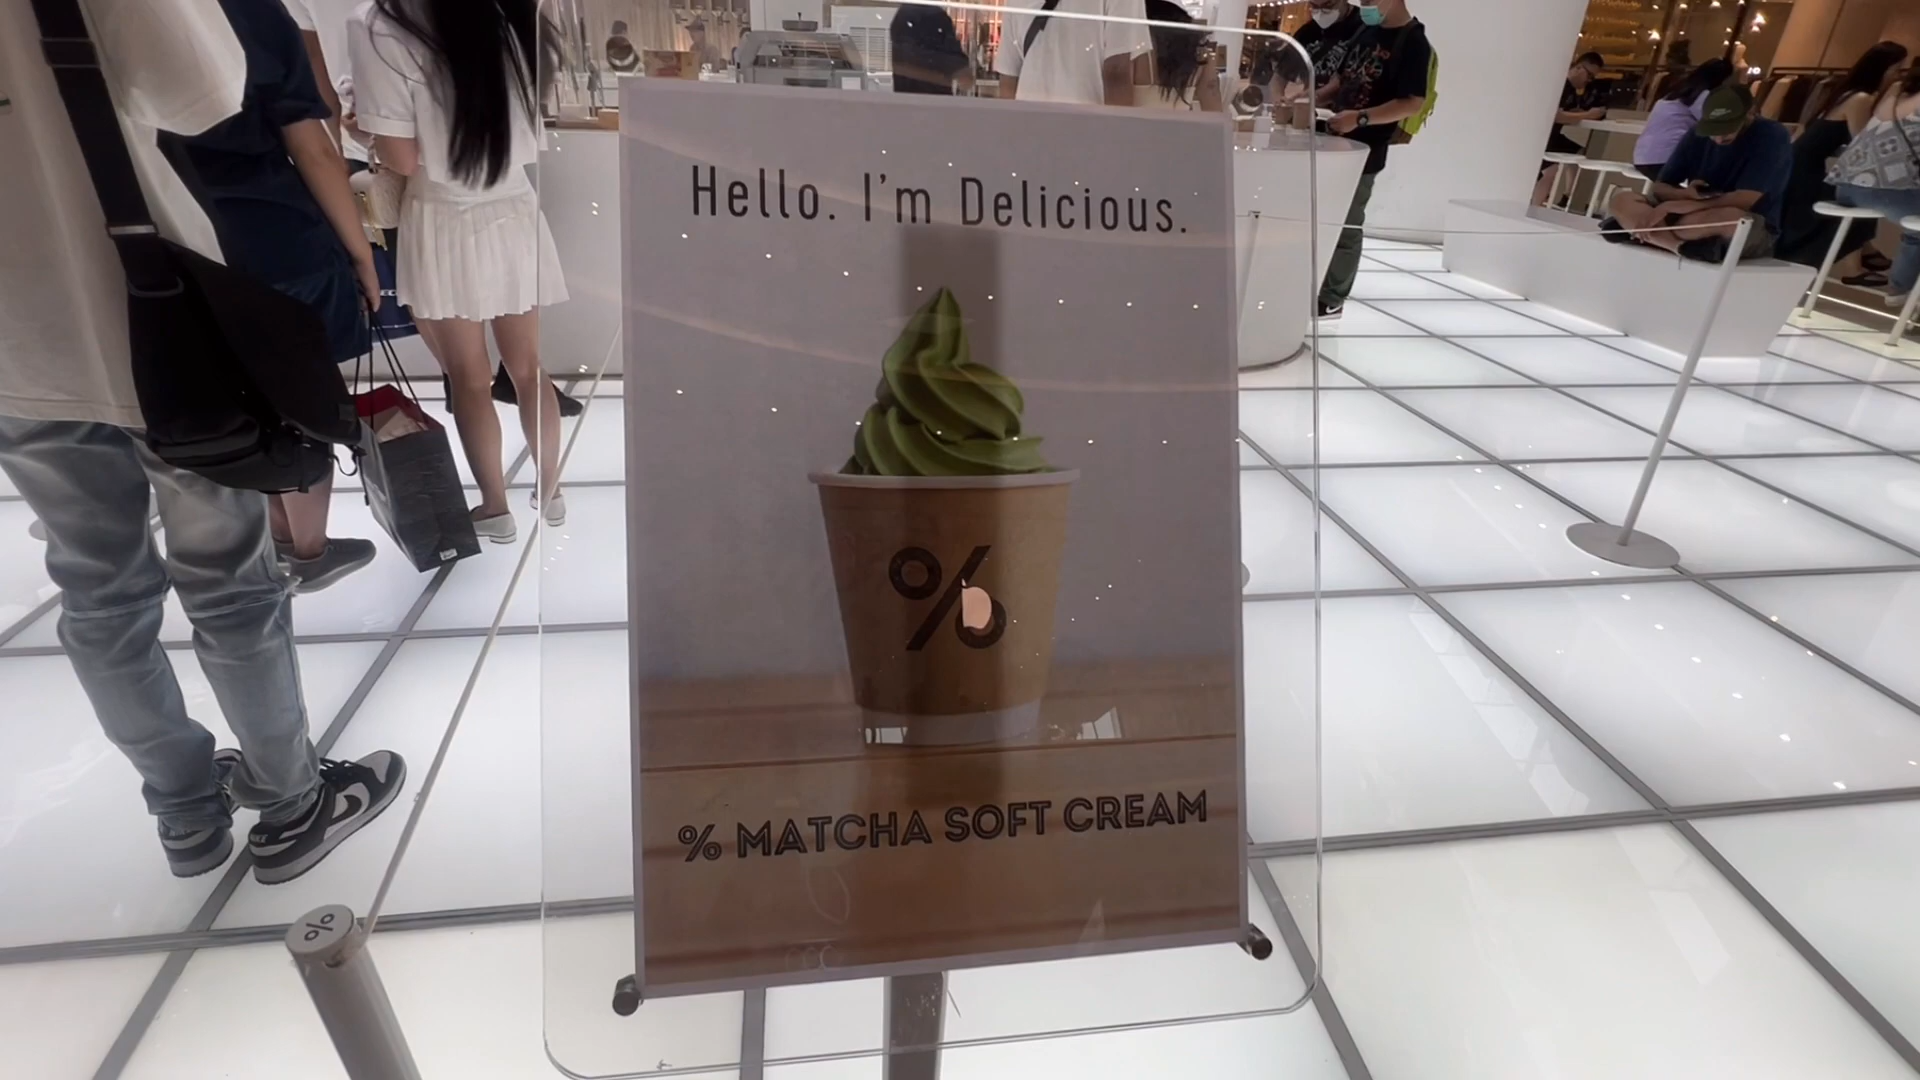 Hello. I'm Delicious.
%
% MATCHA SOFT CREAM
%